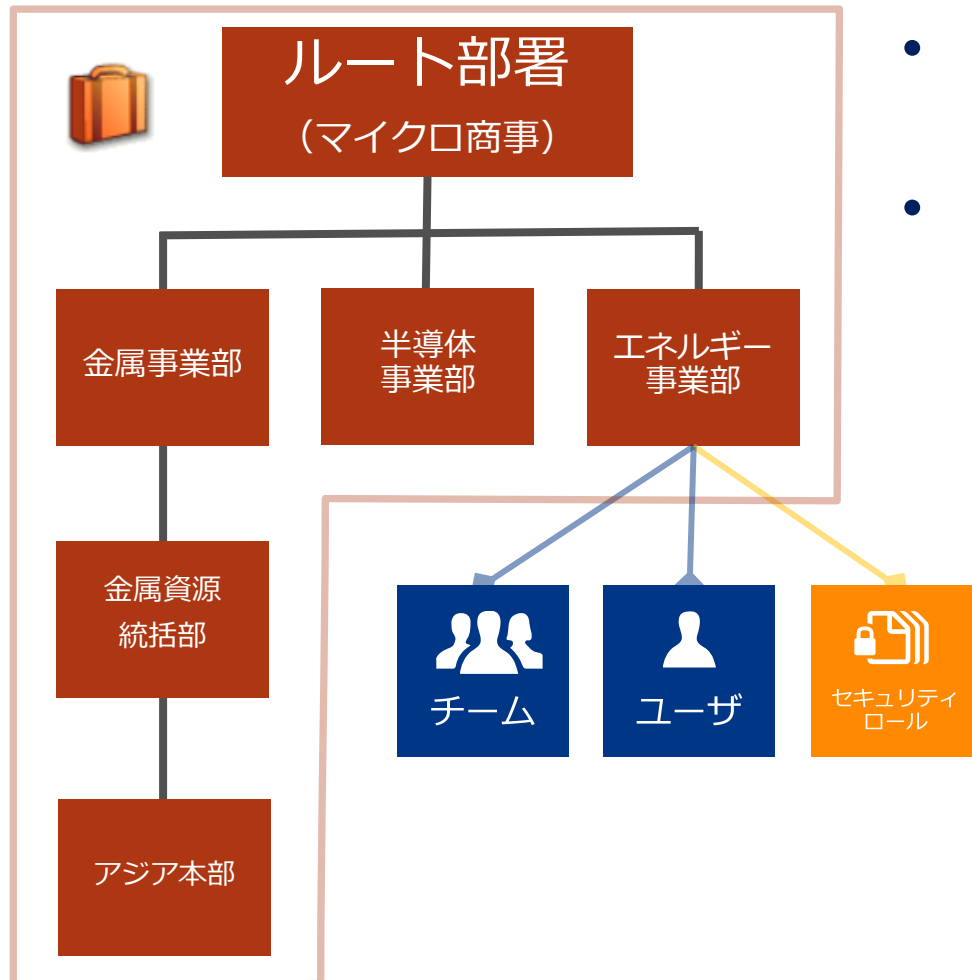 ルート部署
（マイクロ商事）
金属事業部
半導体
事業部
エネルギー
事業部
金属資源
統括部
アジア本部
チーム
ユーザ
セキュリティ
ロール